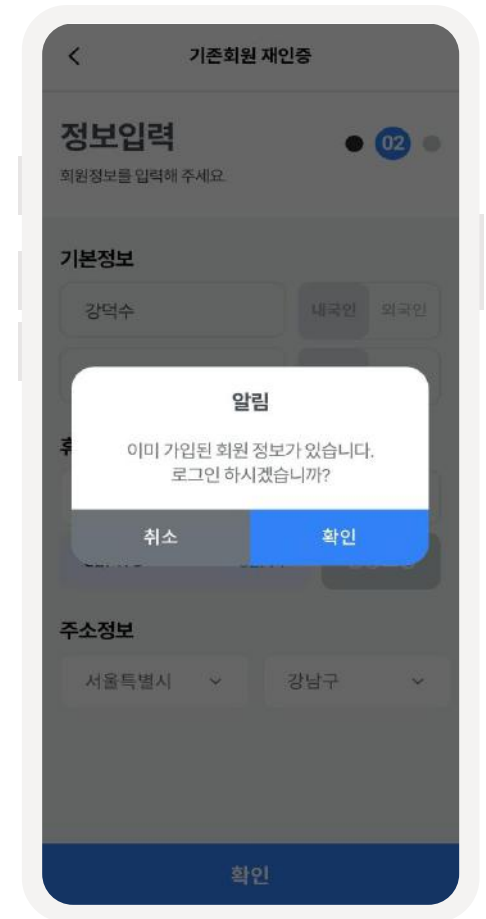 기존회원 재인증
정보입력
02
회원정보를 입력해 주세요.
기본정보
강덕수
내국인 외국인
알림
이미 가입된 회원 정보가 있습니다.
로그인 하시겠습니까?
취소 확인
주소정보
서울특별시 강남구
확인